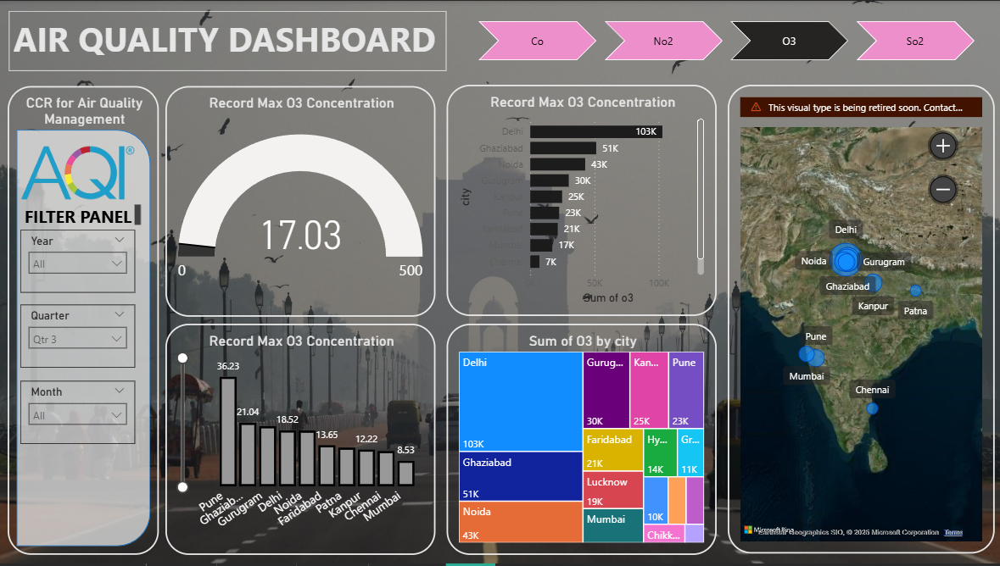 AIR QUALITY DASHBOARD
Co
No2
O3
So2
CCR for Air Quality
Management
AQI®
FILTER PANEL
Year
All
Quarter
Qtr 3
Month
All
Record Max O3 Concentration
17.03
0
500
Record Max O3 Concentration
city
Delhi
103K
Ghaziabad
51K
Noida
43K
Gurugram
30K
Kanpur
25K
Pune
23K
Faridabad
21K
Mumbai
17K
Chennai
7K
50K
100K
Sum of o3
Record Max O3 Concentration
36.23
21.04
18.52
13.65
12.22
8.53
Pune
Ghaziab...
Gurugram
Delhi
Noida
Faridabad
Patna
Kanpur
Chennai
Mumbai
Sum of O3 by city
Delhi
103K
Ghaziabad
51K
Noida
43K
Gurug...
30K
Kan...
25K
Pune
23K
Faridabad
21K
Hy...
14K
Gr...
11K
Lucknow
19K
Mumbai
10K
Chikk...
This visual type is being retired soon. Contact...
Delhi
Noida
Gurugram
Ghaziabad
Kanpur
Patna
Pune
Mumbai
Chennai
Microsoft Bing
Earthstar Geographics SIO, © 2025 Microsoft Corporation
Terms